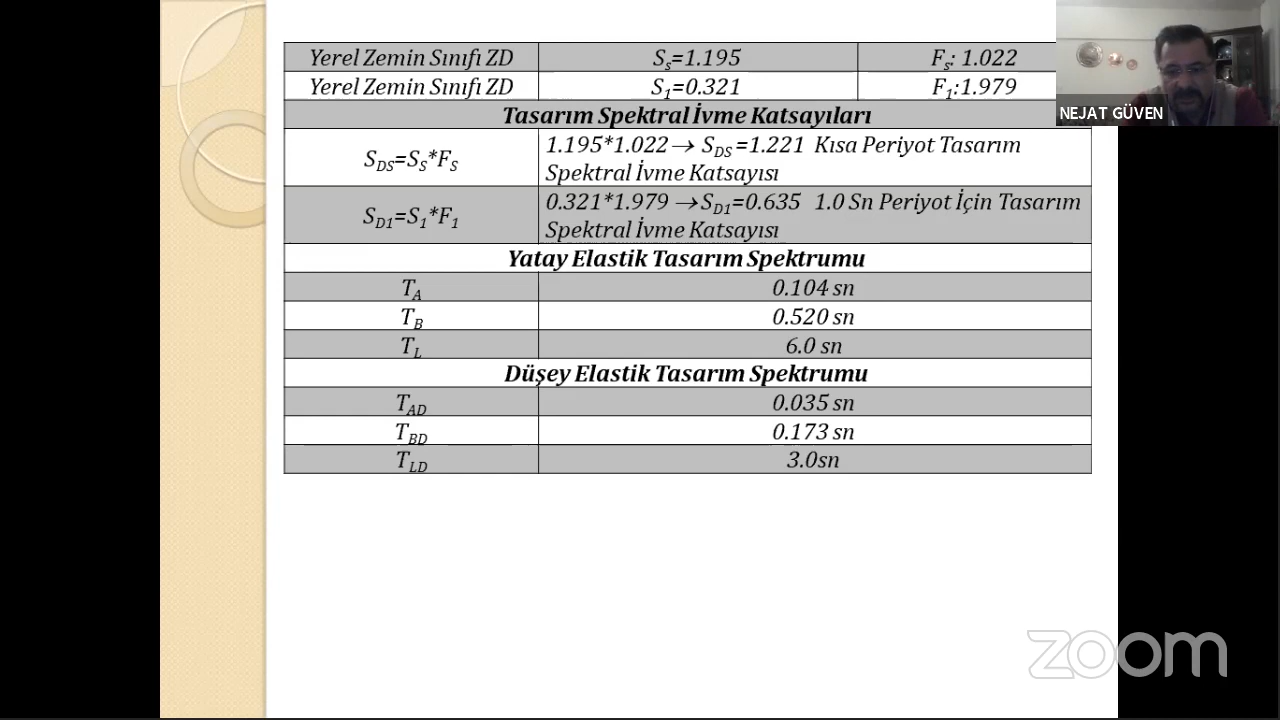 Yerel Zemin Sınıfı ZD Ss=1.195 Fs: 1.022
Yerel Zemin Sınıfı ZD S1=0.321 F1:1.979
NEJAT GÜVEN
Tasarım Spektral İvme Katsayıları
SDS=SS*FS 1.195*1.022→ SDS =1.221 Kısa Periyot Tasarım
Spektral İvme Katsayısı
SD1=S1*F1 0.321*1.979 →SD1=0.635 1.0 Sn Periyot İçin Tasarım
Spektral İvme Katsayısı
Yatay Elastik Tasarım Spektrumu
TA 0.104 sn
TB 0.520 sn
TL 6.0 sn
Düşey Elastik Tasarım Spektrumu
TAD 0.035 sn
TBD 0.173 sn
TLD 3.0sn
zoom